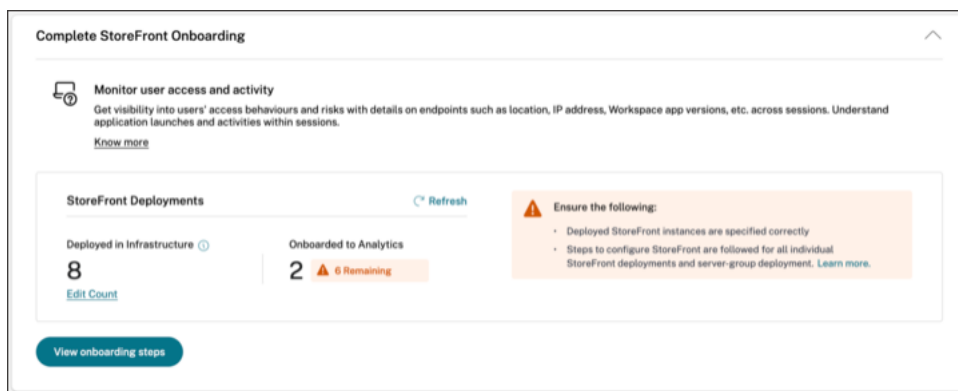 Complete StoreFront Onboarding
Monitor user access and activity
Get visibility into users' access behaviours and risks with details on endpoints such as location, IP address, Workspace app versions, etc. across sessions. Understand
application launches and activities within sessions.
Know more
StoreFront Deployments
Refresh
Deployed in Infrastructure
8
Edit Count
Onboarded to Analytics
2
6 Remaining
Ensure the following:
• Deployed StoreFront instances are specified correctly
• Steps to configure StoreFront are followed for all individual
StoreFront deployments and server-group deployment. Learn more.
View onboarding steps